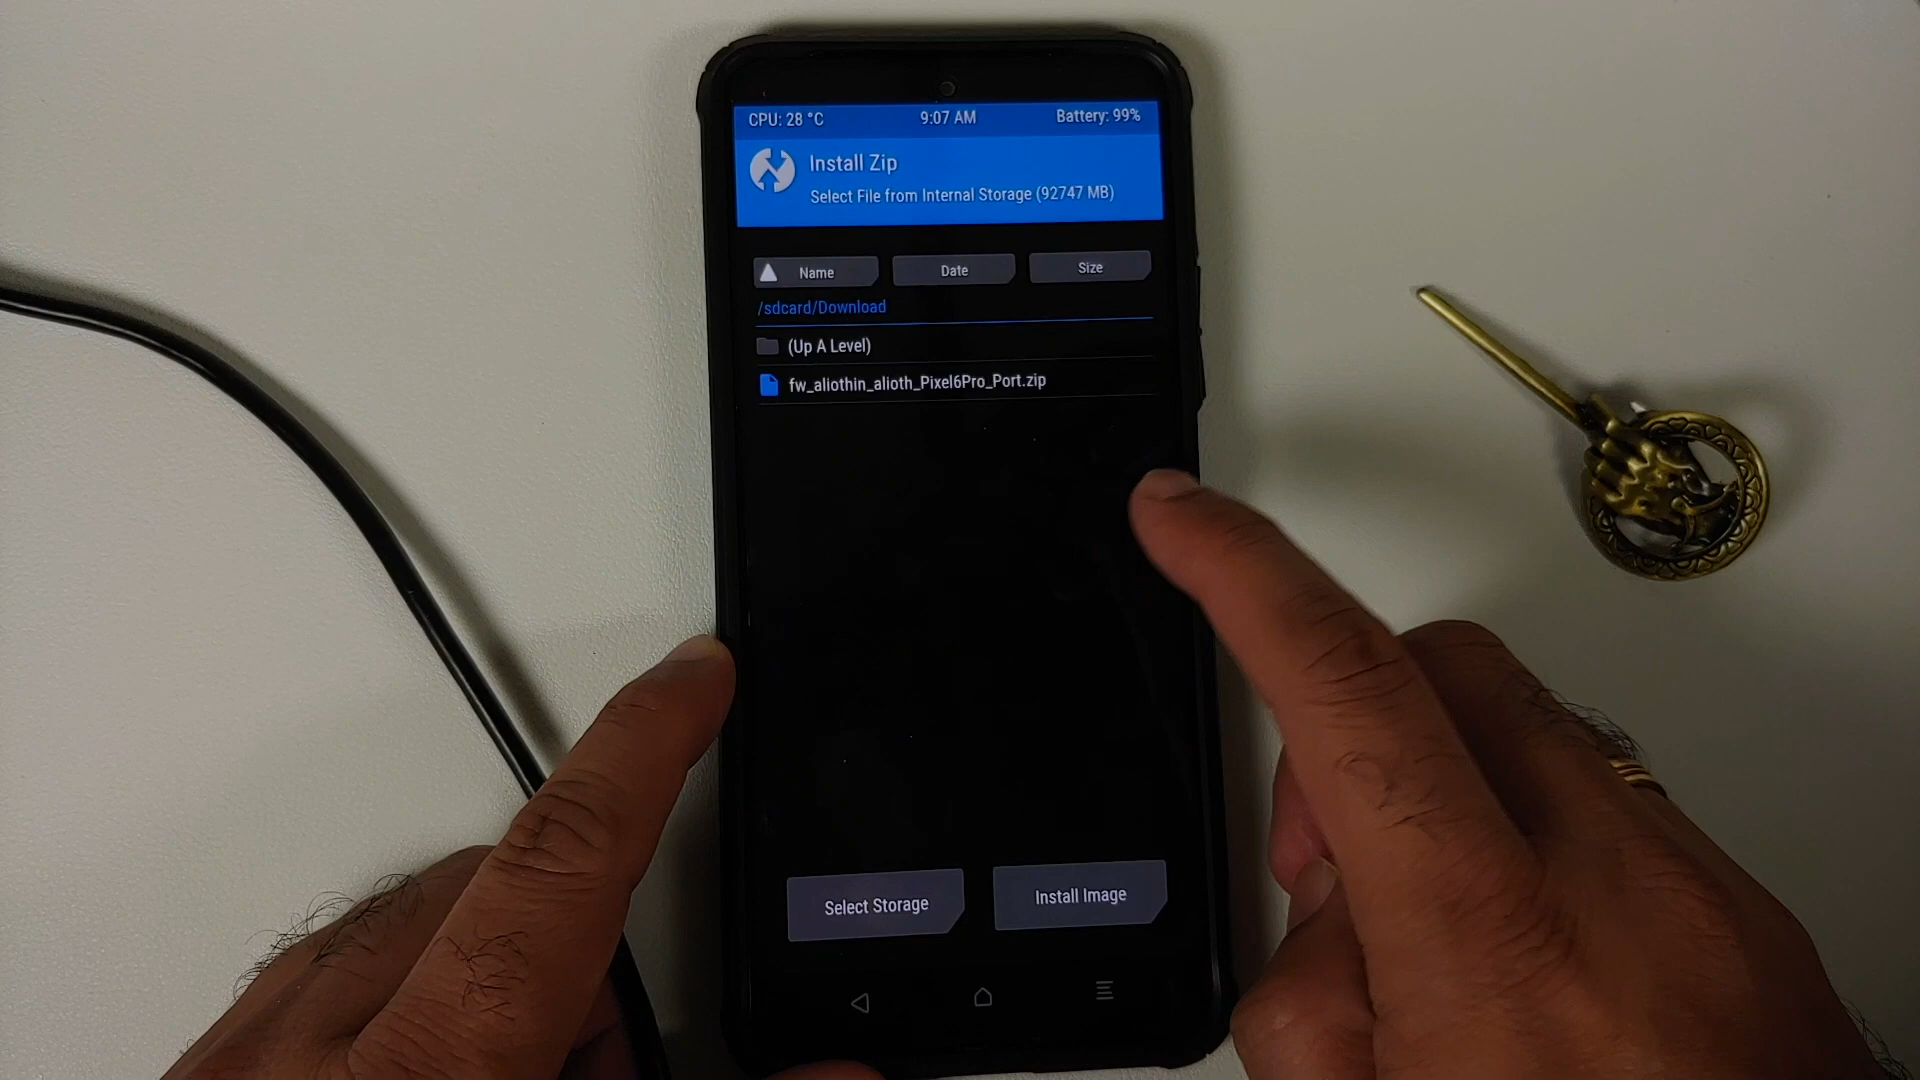 CPU: 28 °C 9:07 AM Battery: 99%
Install Zip
Select File from Internal Storage (92747 MB)
Name Date Size
/sdcard/Download
(Up A Level)
fw_aliothin_alioth_Pixel6Pro_Port.zip
Select Storage Install Image